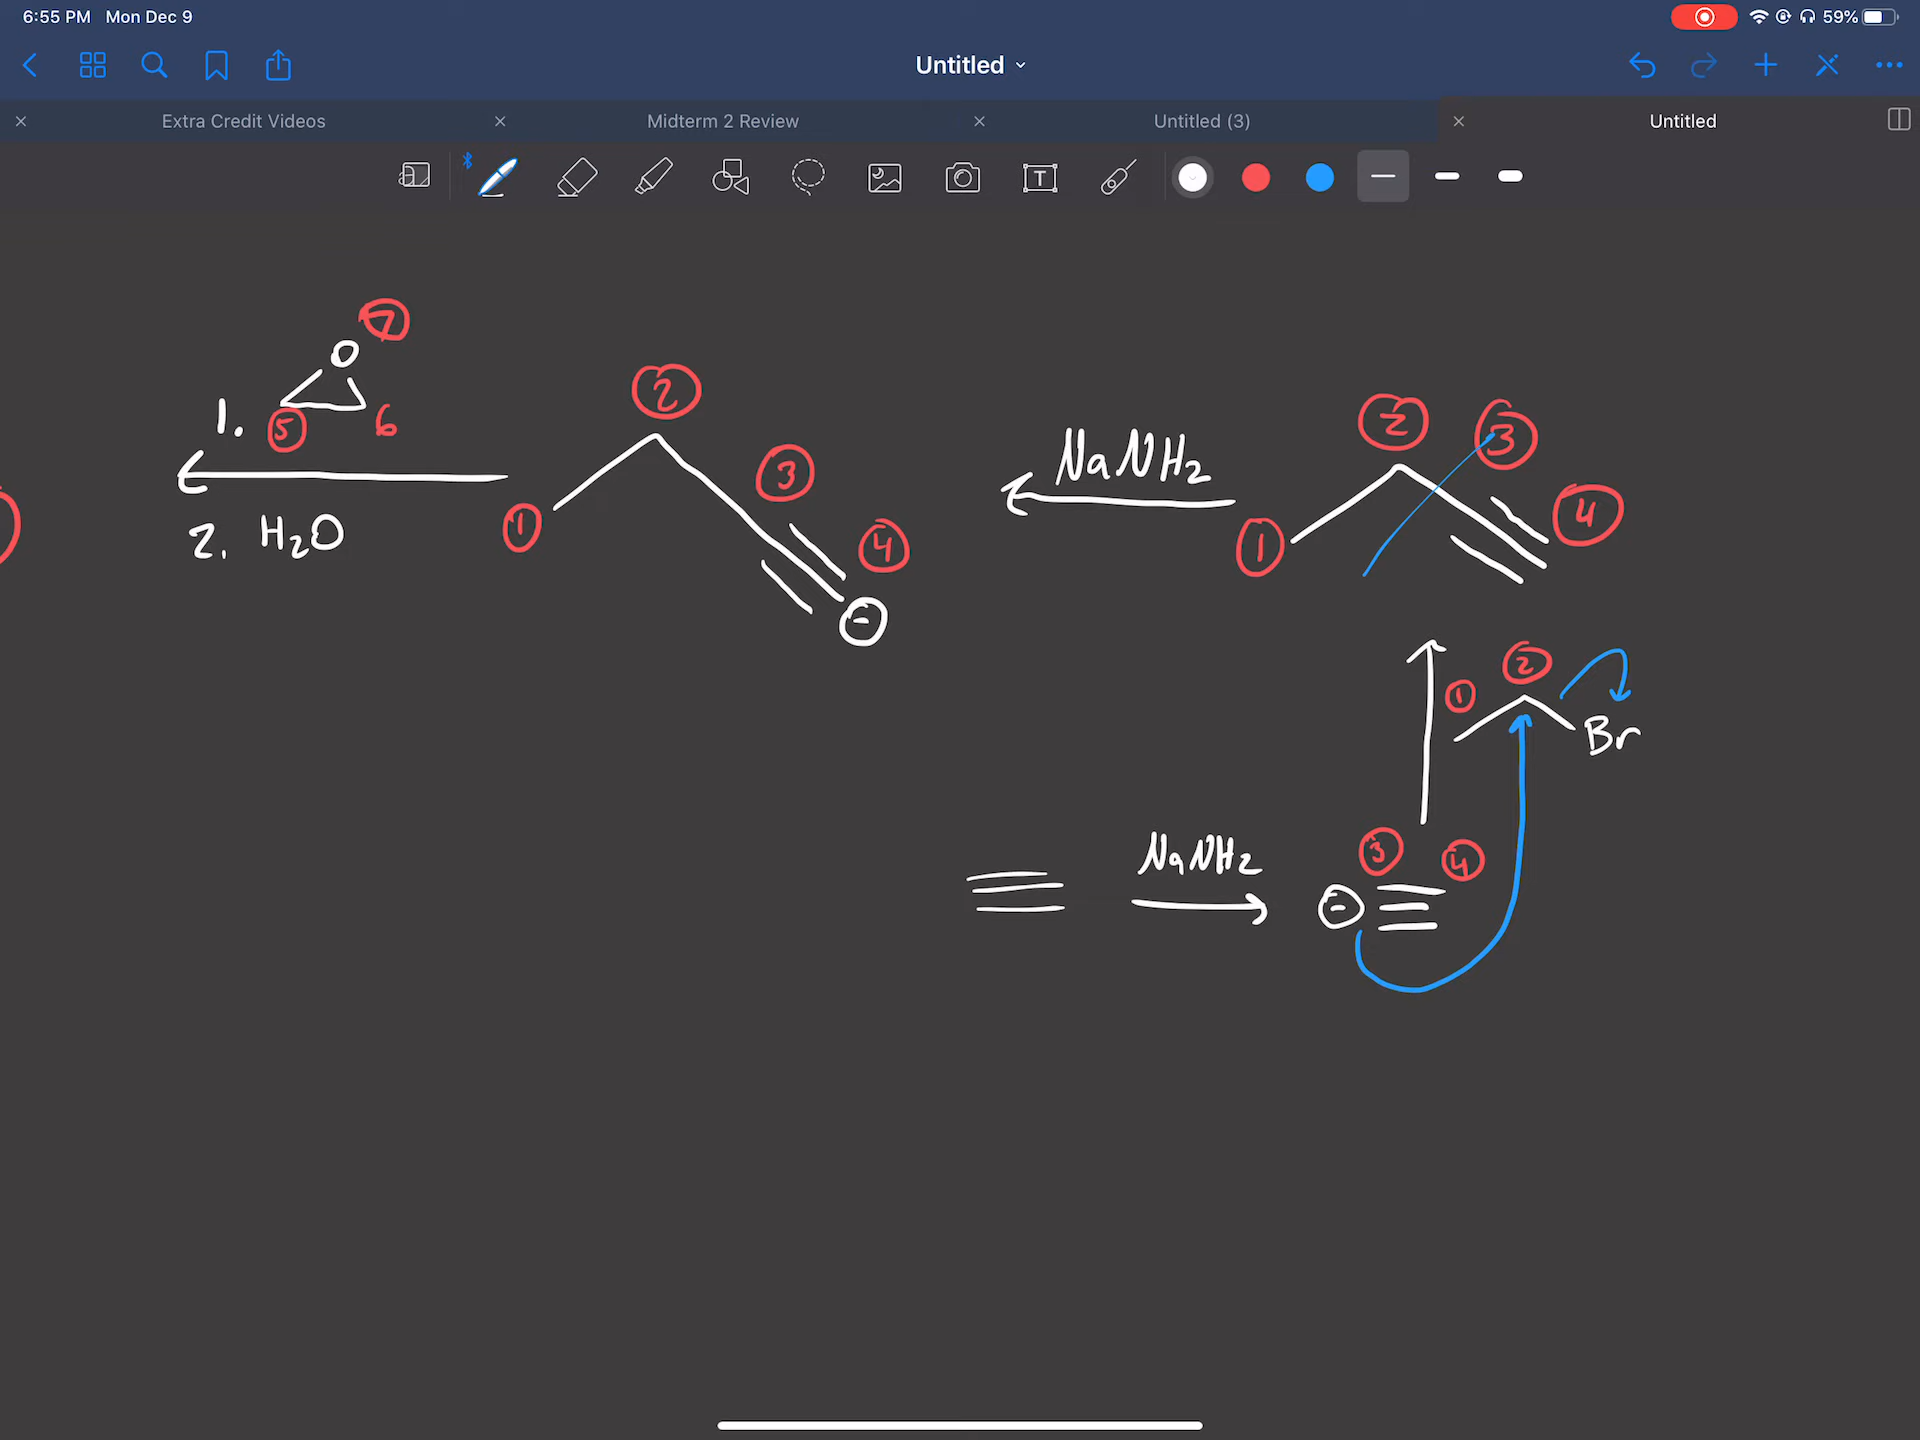 6:55 PM Mon Dec 9
59%
Untitled
Extra Credit Videos
Midterm 2 Review
Untitled (3)
Untitled
T
7
O
1.
5
6
2. H2O
1
2
3
4
-
NaNH2
1
2
3
4
1
2
Br
NaNH2
3
4
-